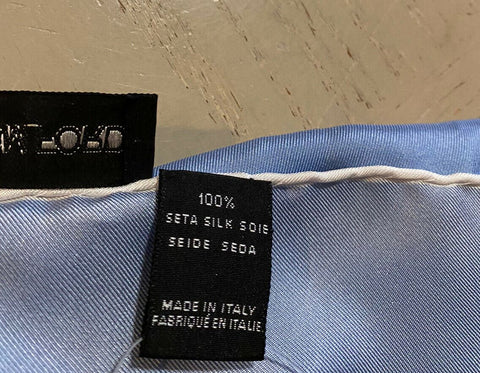 100%
SETA SILK SOIE
SEIDE SEDA
MADE IN ITALY
FABRIQUÉ EN ITALIE.